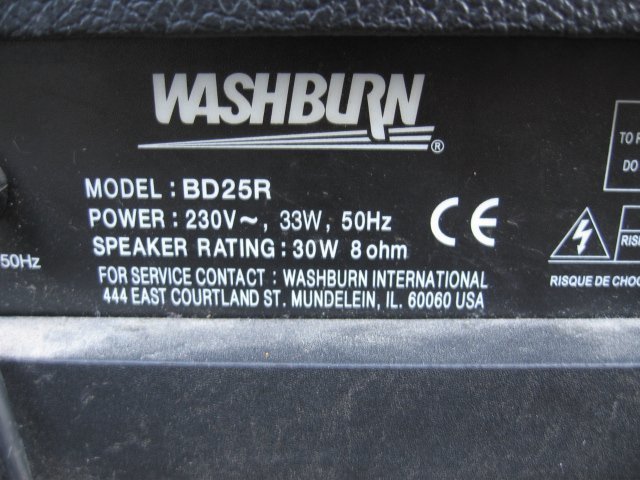 WASHBURN
®
MODEL : BD25R
POWER : 230V~, 33W, 50Hz
SPEAKER RATING : 30W 8 ohm
FOR SERVICE CONTACT : WASHBURN INTERNATIONAL
444 EAST COURTLAND ST. MUNDELEIN, IL. 60060 USA
CE
50Hz
TO
DO
RIS
RISQUE DE CHOC